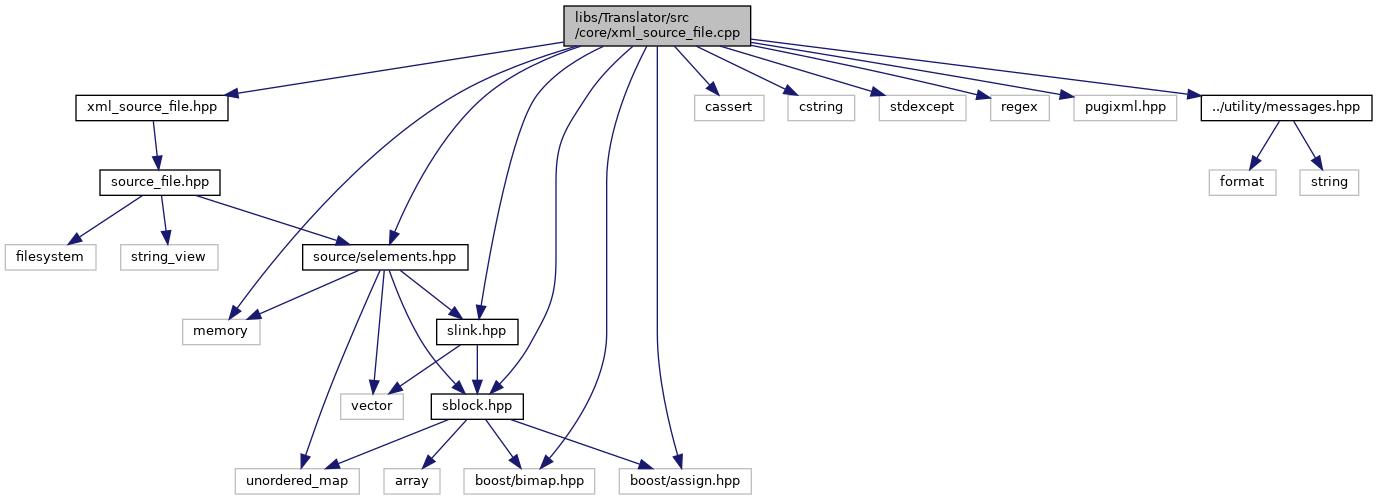 libs/Translator/src
/core/xml_source_file.cpp
xml_source_file.hpp
cassert
cstring
stdexcept
regex
pugixml.hpp
../utility/messages.hpp
source_file.hpp
format
string
filesystem
string_view
source/selements.hpp
memory
slink.hpp
vector
sblock.hpp
unordered_map
array
boost/bimap.hpp
boost/assign.hpp